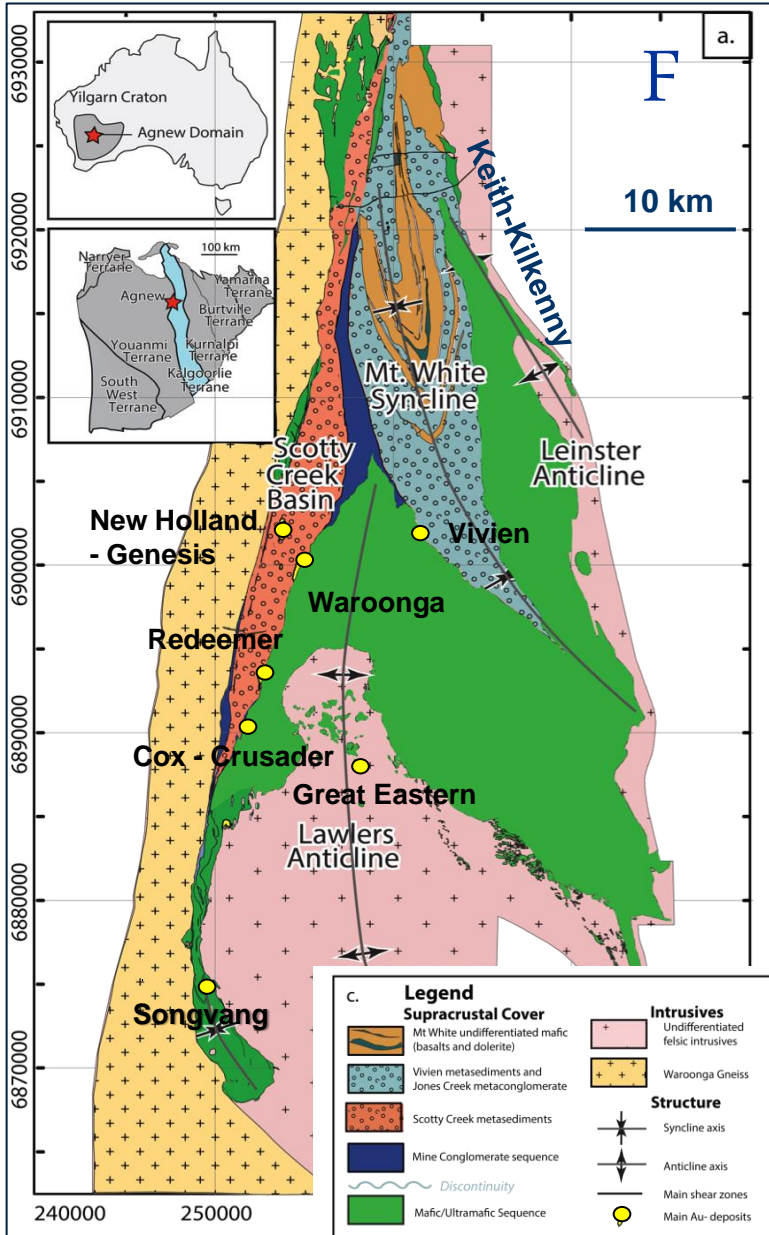 a.
F
Yilgarn Craton
Agnew Domain
100 km
Narryer
Terrane
Yamarna
Terrane
Agnew
Burtville
Terrane
Youanmi
Terrane
Kurnalpi
Terrane
Kalgoorlie
Terrane
South
West
Terrane
Keith-Kilkenny
10 km
Mt. White
Syncline
Leinster
Anticline
Scotty
Creek
Basin
New Holland
- Genesis
Vivien
Waroonga
Redeemer
Cox - Crusader
Great Eastern
Lawlers
Anticline
Songvang
6930000
6920000
6910000
6900000
6890000
6880000
6870000
240000
250000
c.
Legend
Supracrustal Cover
Mt White undifferentiated mafic
(basalts and dolerite)
Vivien metasediments and
Jones Creek metaconglomerate
Scotty Creek metasediments
Mine Conglomerate sequence
Discontinuity
Mafic/Ultramafic Sequence
Intrusives
Undifferentiated
felsic intrusives
Waroonga Gneiss
Structure
Syncline axis
Anticline axis
Main shear zones
Main Au- deposits